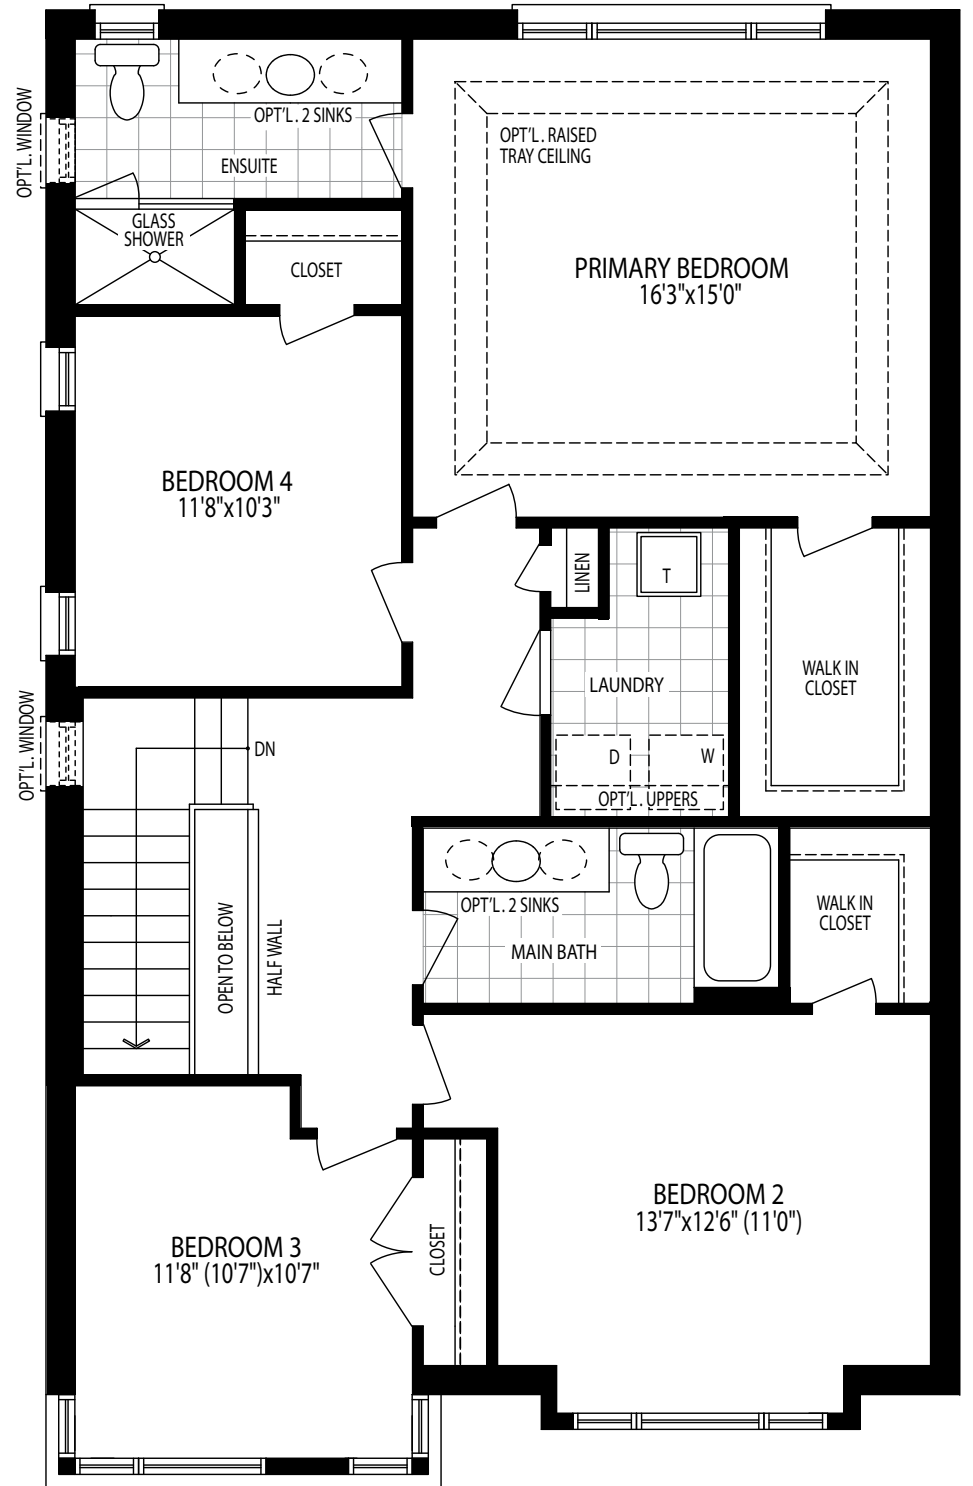 OPT'L. WINDOW
OPT'L. 2 SINKS
ENSUITE
OPT'L. RAISED
TRAY CEILING
GLASS
SHOWER
CLOSET
PRIMARY BEDROOM
16'3"x15'0"
BEDROOM 4
11'8"x10'3"
LINEN
T
LAUNDRY
WALK IN
CLOSET
OPT'L. WINDOW
DN
D
W
OPT'L. UPPERS
OPT'L. 2 SINKS
MAIN BATH
WALK IN
CLOSET
OPEN TO BELOW
HALF WALL
BEDROOM 2
13'7"x12'6" (11'0")
BEDROOM 3
11'8" (10'7")x10'7"
CLOSET